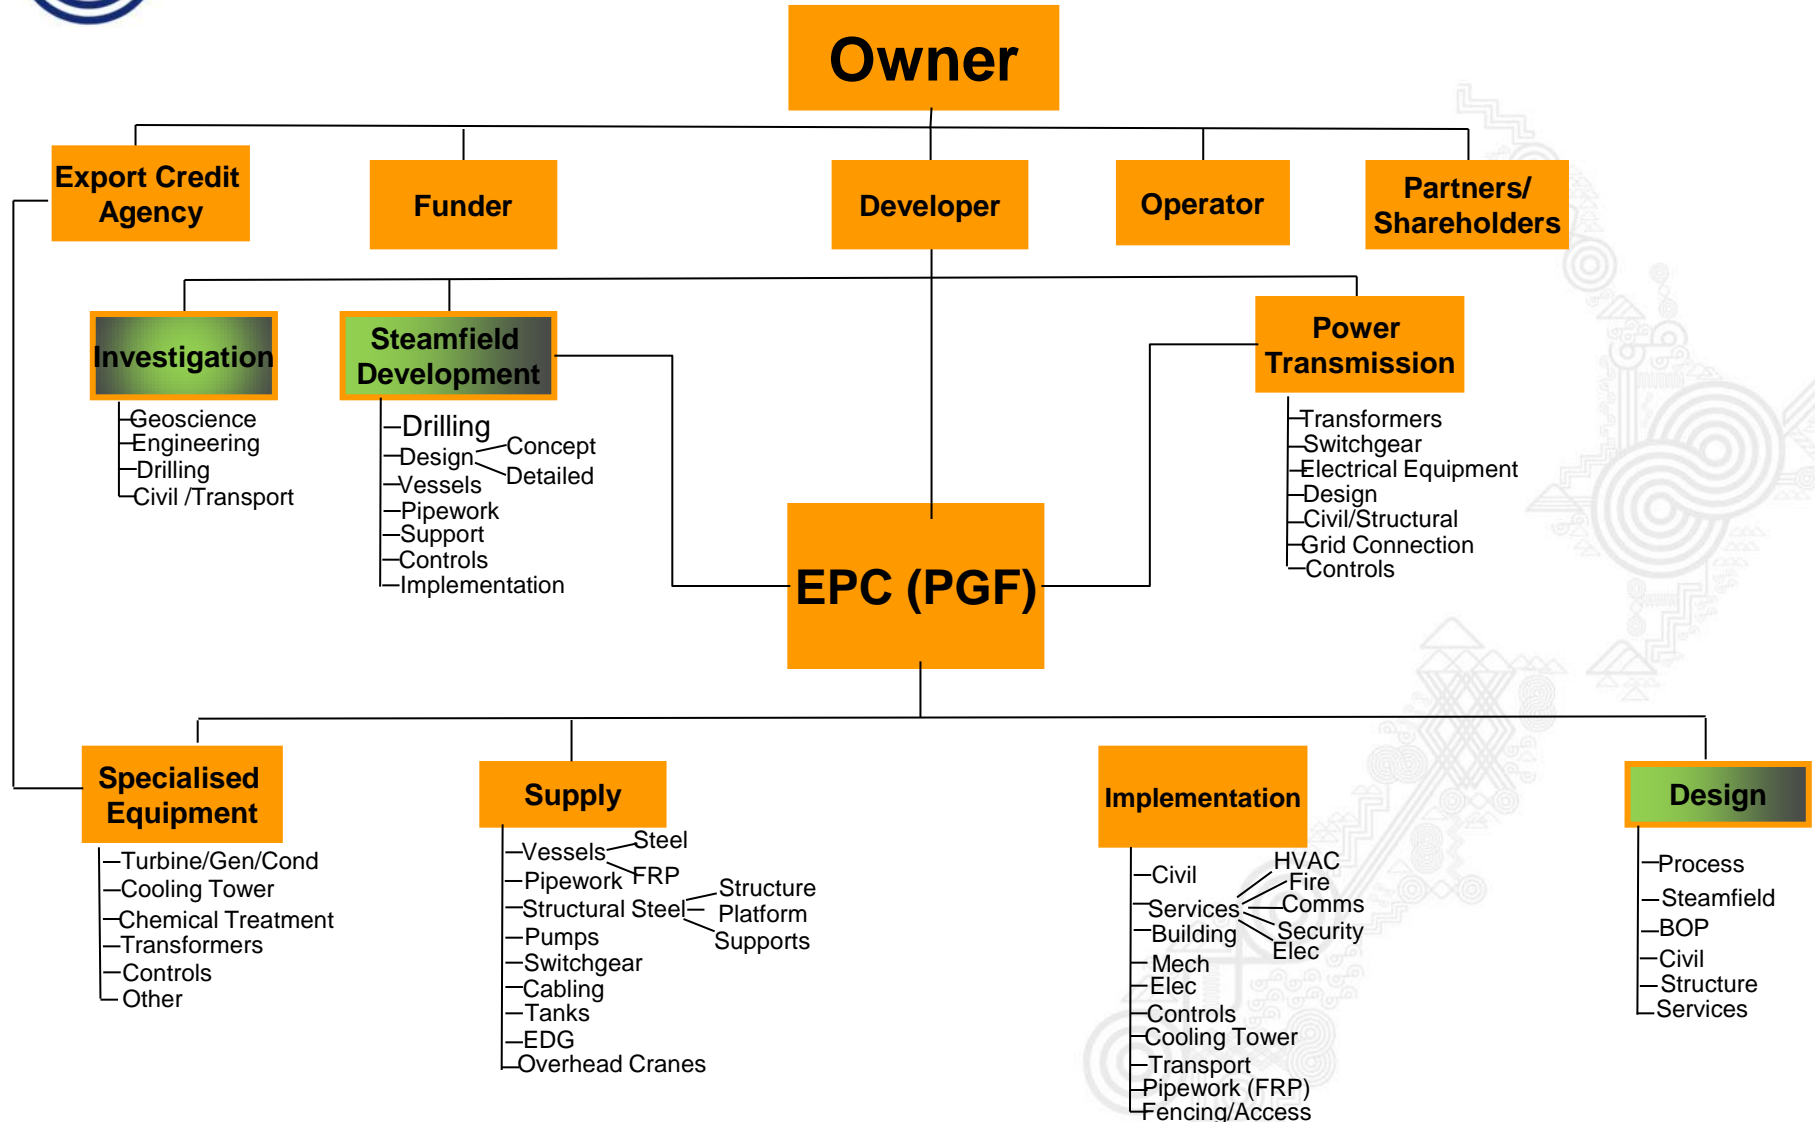 Owner
Export Credit
Agency
Funder
Developer
Operator
Partners/
Shareholders
Investigation
Geoscience
Engineering
Drilling
Civil /Transport
Steamfield
Development
Drilling
Design
Concept
Detailed
Vessels
Pipework
Support
Controls
Implementation
Power
Transmission
Transformers
Switchgear
Electrical Equipment
Design
Civil/Structural
Grid Connection
Controls
EPC (PGF)
Specialised
Equipment
Turbine/Gen/Cond
Cooling Tower
Chemical Treatment
Transformers
Controls
Other
Supply
Vessels
Steel
FRP
Pipework
Structural Steel
Structure
Platform
Supports
Pumps
Switchgear
Cabling
Tanks
EDG
Overhead Cranes
Implementation
Civil
Services
HVAC
Fire
Comms
Security
Elec
Building
Mech
Elec
Controls
Cooling Tower
Transport
Pipework (FRP)
Fencing/Access
Design
Process
Steamfield
BOP
Civil
Structure
Services